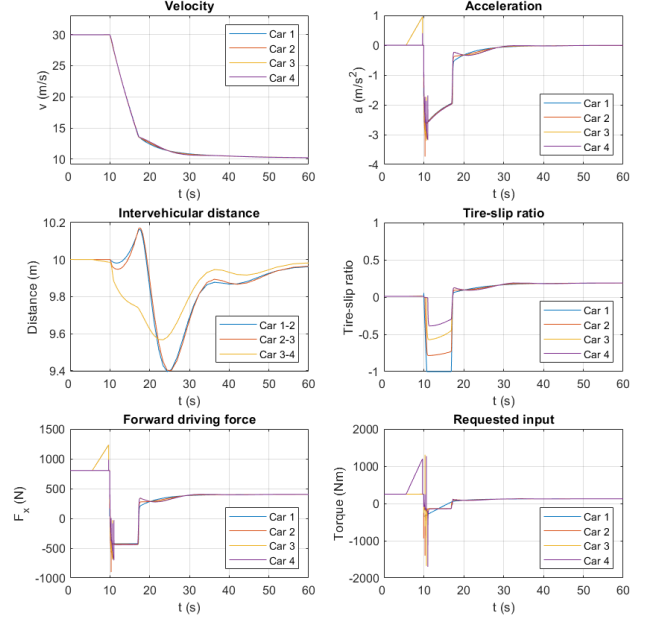 Velocity
30
25
20
15
10
v (m/s)
0
10
20
30
40
50
60
t (s)
Car 1
Car 2
Car 3
Car 4
Acceleration
1
0
-1
-2
-3
-4
a (m/s²)
0
10
20
30
40
50
60
t (s)
Car 1
Car 2
Car 3
Car 4
Intervehicular distance
10.2
10
9.8
9.6
9.4
Distance (m)
0
10
20
30
40
50
60
t (s)
Car 1-2
Car 2-3
Car 3-4
Tire-slip ratio
1
0.5
0
-0.5
-1
Tire-slip ratio
0
10
20
30
40
50
60
t (s)
Car 1
Car 2
Car 3
Car 4
Forward driving force
1500
1000
500
0
-500
-1000
Fₓ (N)
0
10
20
30
40
50
60
t (s)
Car 1
Car 2
Car 3
Car 4
Requested input
2000
1000
0
-1000
-2000
Torque (Nm)
0
10
20
30
40
50
60
t (s)
Car 1
Car 2
Car 3
Car 4